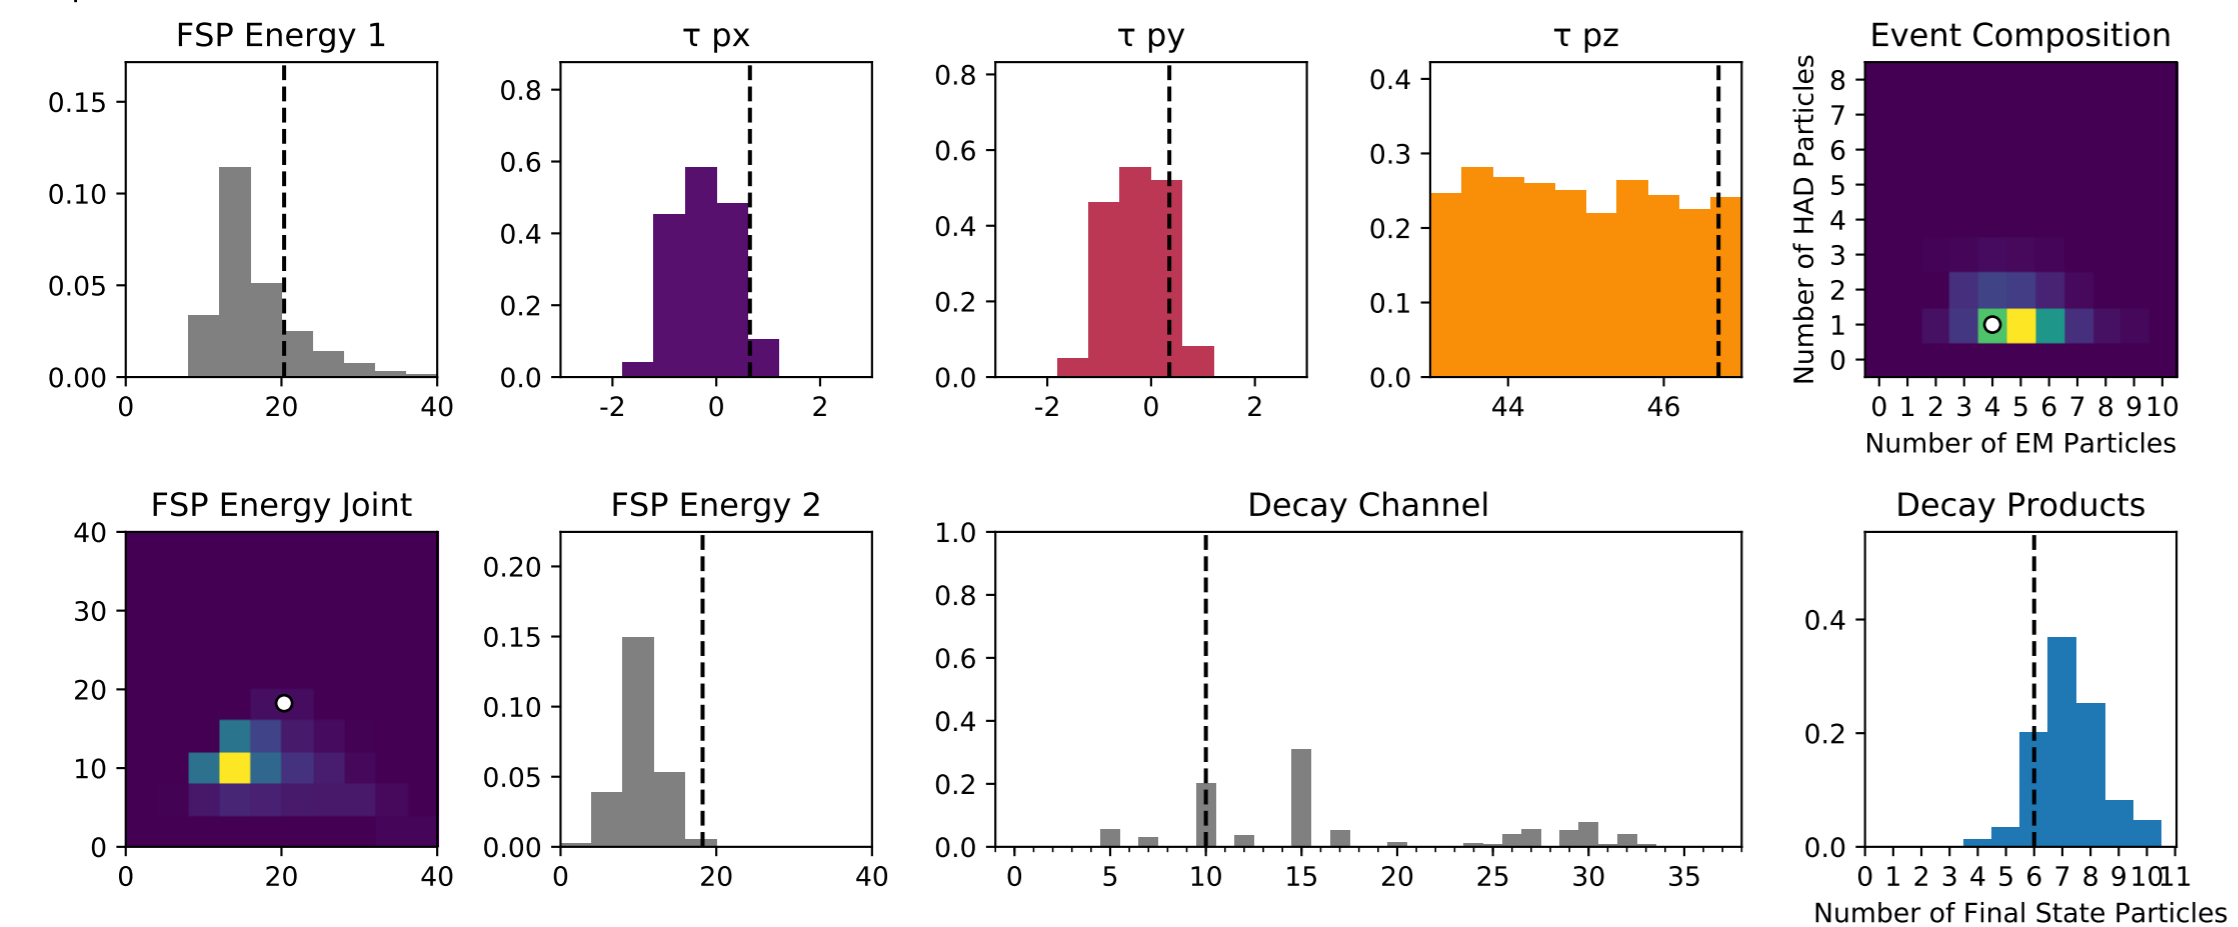 FSP Energy 1
0.15
0.10
0.05
0.00
0 20 40
τ px
0.8
0.6
0.4
0.2
0.0
-2 0 2
τ py
0.8
0.6
0.4
0.2
0.0
-2 0 2
τ pz
0.4
0.3
0.2
0.1
0.0
44 46
Event Composition
Number of HAD Particles
8
7
6
5
4
3
2
1
0
0 1 2 3 4 5 6 7 8 9 10
Number of EM Particles
FSP Energy Joint
40
30
20
10
0
0 20 40
FSP Energy 2
0.20
0.15
0.10
0.05
0.00
0 20 40
Decay Channel
1.0
0.8
0.6
0.4
0.2
0.0
0 5 10 15 20 25 30 35
Decay Products
0.4
0.2
0.0
0 1 2 3 4 5 6 7 8 9 10 11
Number of Final State Particles